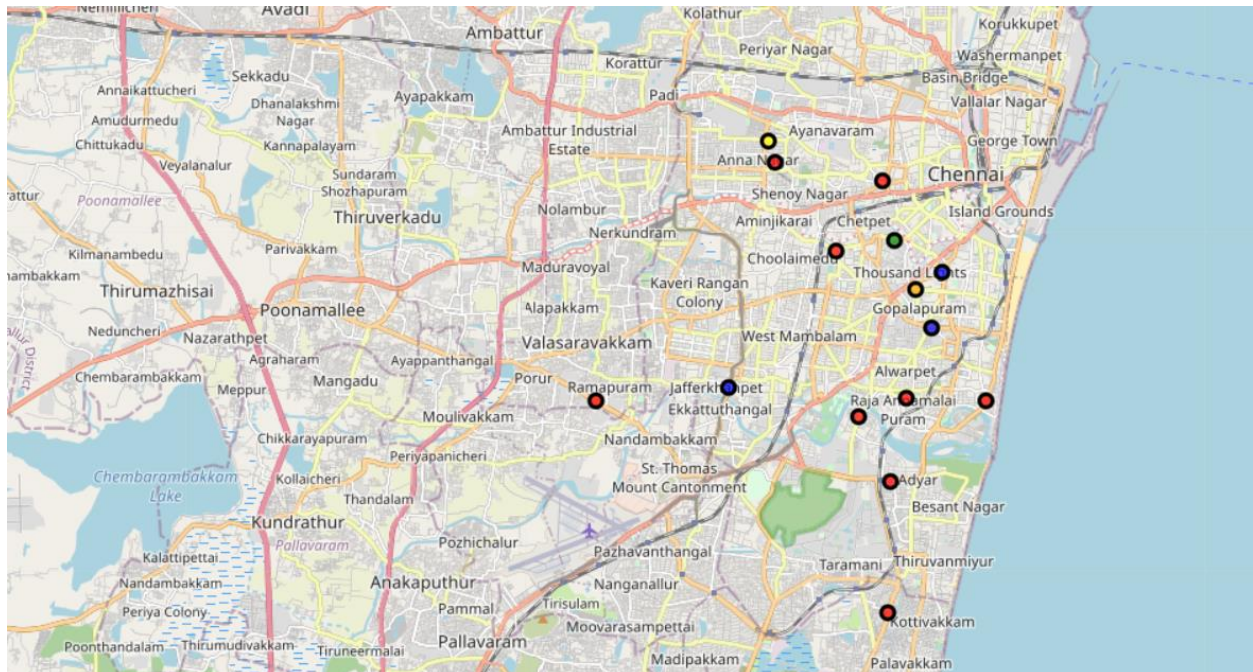 Nemilicheri
Avadi
Kolathur
Korukkupet
Ambattur
Periyar Nagar
Washermanpet
Korattur
Sekkadu
Basin Bridge
Annaikattucheri
Ayapakkam
Padi
Vallalar Nagar
Dhanalakshmi
Nagar
Amudurmedu
Ambattur Industrial
Estate
Ayanavaram
Chittukadu
Kannapalayam
George Town
Veyalanalur
Sundaram
Shozhapuram
Anna Nagar
Chennai
Poonamallee
Nolambur
Shenoy Nagar
Thiruverkadu
Island Grounds
Aminjikarai
Chetpet
Nerkundram
Parivakkam
Kilmanambedu
Maduravoyal
Choolaimedu
Thousand Lights
Thirumazhisai
Kaveri Rangan
Colony
Poonamallee
Alapakkam
Gopalapuram
Neduncheri
Nazarathpet
Valasaravakkam
West Mambalam
Agraharam
Ayappanthangal
Chembarambakkam
Meppur
Mangadu
Porur
Ramapuram
Jafferkhanpet
Alwarpet
Moulivakkam
Ekkattuthangal
Raja Annamalai
Puram
Chikkarayapuram
Nandambakkam
Periyapanicheri
St. Thomas
Mount Cantonment
Chembarambakkam
Lake
Kollaicheri
Thandalam
Adyar
Besant Nagar
Kundrathur
Pallavaram
Pozhichalur
Kalattipettai
Pazhavanthangal
Thiruvanmiyur
Taramani
Nandambakkam
Anakaputhur
Nanganallur
Periya Colony
Pammal
Tirisulam
Kottivakkam
Moovarasampettai
Poonthandalam
Thirumudivakkam
Tiruneermalai
Pallavaram
Madipakkam
Palavakkam